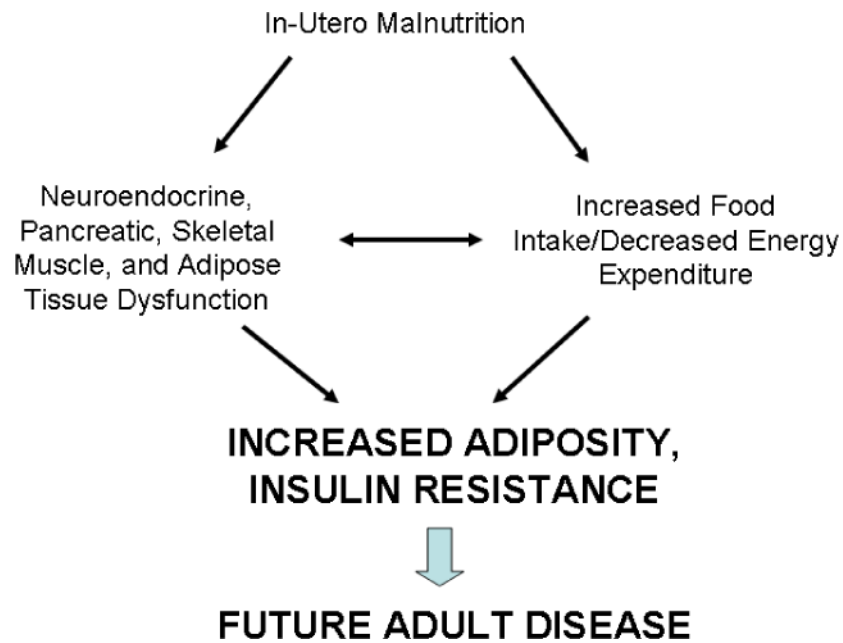 In-Utero Malnutrition
Neuroendocrine,
Pancreatic, Skeletal
Muscle, and Adipose
Tissue Dysfunction
Increased Food
Intake/Decreased Energy
Expenditure
INCREASED ADIPOSITY,
INSULIN RESISTANCE
FUTURE ADULT DISEASE